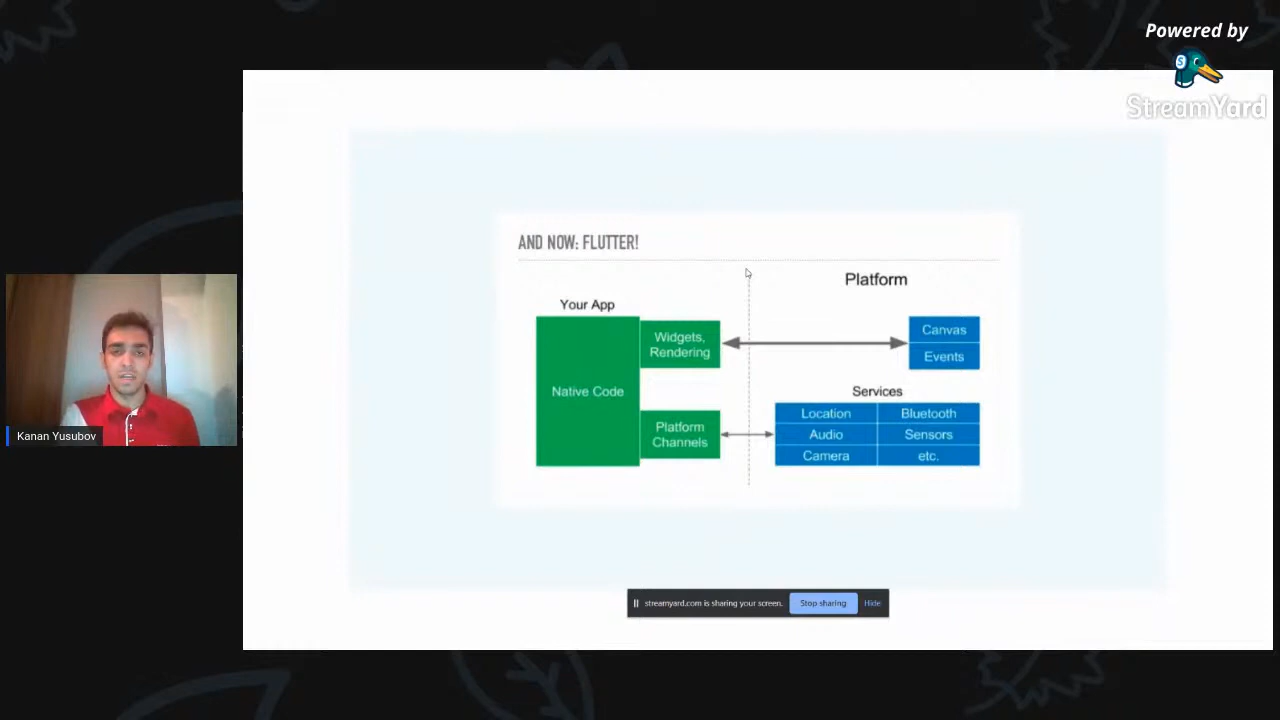 Powered by
S
StreamYard
AND NOW: FLUTTER!
Platform
Your App
Widgets,
Rendering
Canvas
Events
Native Code
Services
Platform
Channels
Location
Bluetooth
Audio
Sensors
Camera
etc.
Kanan Yusubov
streamyard.com is sharing your screen.
Stop sharing
Hide